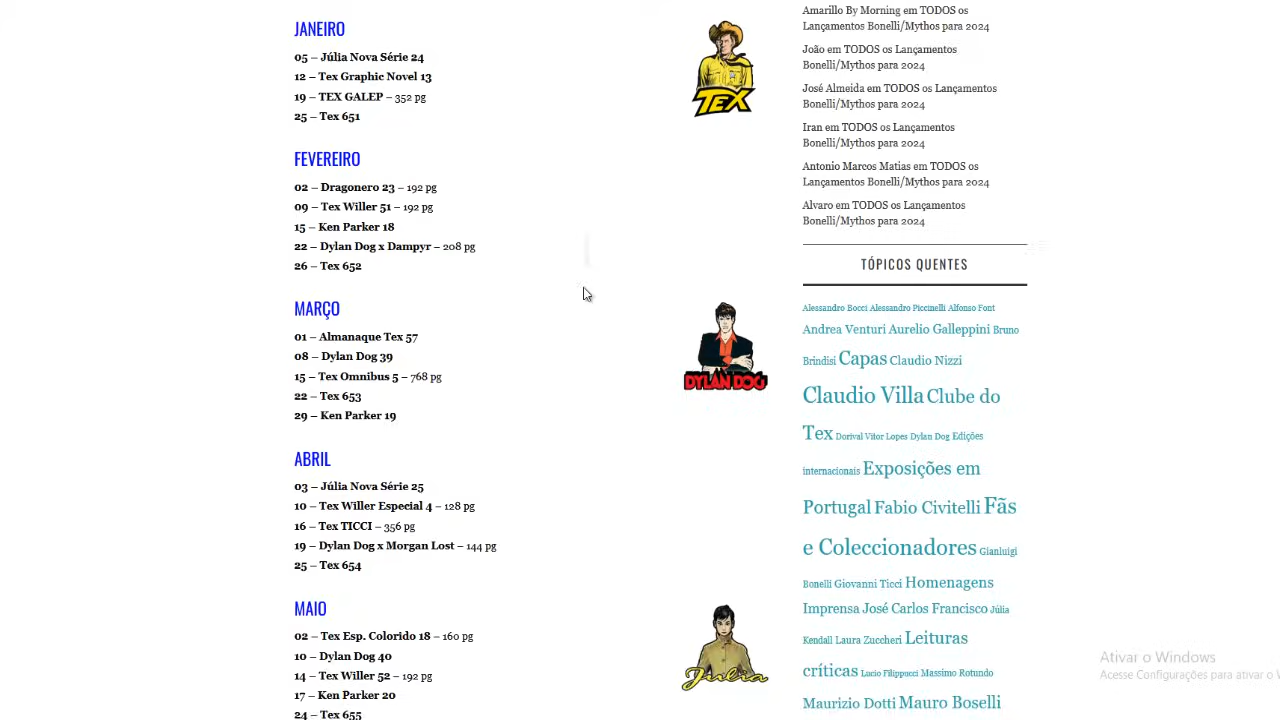 JANEIRO
05 – Júlia Nova Série 24
12 – Tex Graphic Novel 13
19 – TEX GALEP – 352 pg
25 – Tex 651
FEVEREIRO
02 – Dragonero 23 – 192 pg
09 – Tex Willer 51 – 192 pg
15 – Ken Parker 18
22 – Dylan Dog x Dampyr – 208 pg
26 – Tex 652
MARÇO
01 – Almanaque Tex 57
08 – Dylan Dog 39
15 – Tex Omnibus 5 – 768 pg
22 – Tex 653
29 – Ken Parker 19
ABRIL
03 – Júlia Nova Série 25
10 – Tex Willer Especial 4 – 128 pg
16 – Tex TICCI – 356 pg
19 – Dylan Dog x Morgan Lost – 144 pg
25 – Tex 654
MAIO
02 – Tex Esp. Colorido 18 – 160 pg
10 – Dylan Dog 40
14 – Tex Willer 52 – 192 pg
17 – Ken Parker 20
24 – Tex 655
TEX
DYLAN DOG
Julia
Amarillo By Morning em TODOS os
Lançamentos Bonelli/Mythos para 2024
João em TODOS os Lançamentos
Bonelli/Mythos para 2024
José Almeida em TODOS os Lançamentos
Bonelli/Mythos para 2024
Iran em TODOS os Lançamentos
Bonelli/Mythos para 2024
Antonio Marcos Matias em TODOS os
Lançamentos Bonelli/Mythos para 2024
Alvaro em TODOS os Lançamentos
Bonelli/Mythos para 2024
TÓPICOS QUENTES
Alessandro Bocci Alessandro Piccinelli Alfonso Font
Andrea Venturi Aurelio Galleppini Bruno
Brindisi Capas Claudio Nizzi
Claudio Villa Clube do
Tex Dorival Vitor Lopes Dylan Dog Edições
internacionais Exposições em
Portugal Fabio Civitelli Fãs
e Coleccionadores Gianluigi
Bonelli Giovanni Ticci Homenagens
Imprensa José Carlos Francisco Júlia
Kendall Laura Zuccheri Leituras
críticas Lucio Filippucci Massimo Rotundo
Maurizio Dotti Mauro Boselli
Ativar o Windows
Acesse Configurações para ativar o